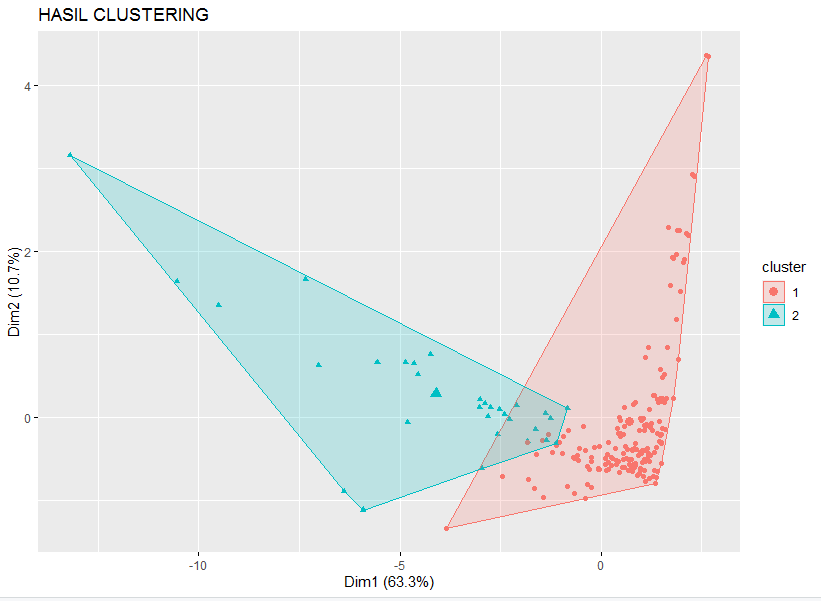 HASIL CLUSTERING
4
2
0
Dim2 (10.7%)
-10
-5
0
Dim1 (63.3%)
cluster
1
2